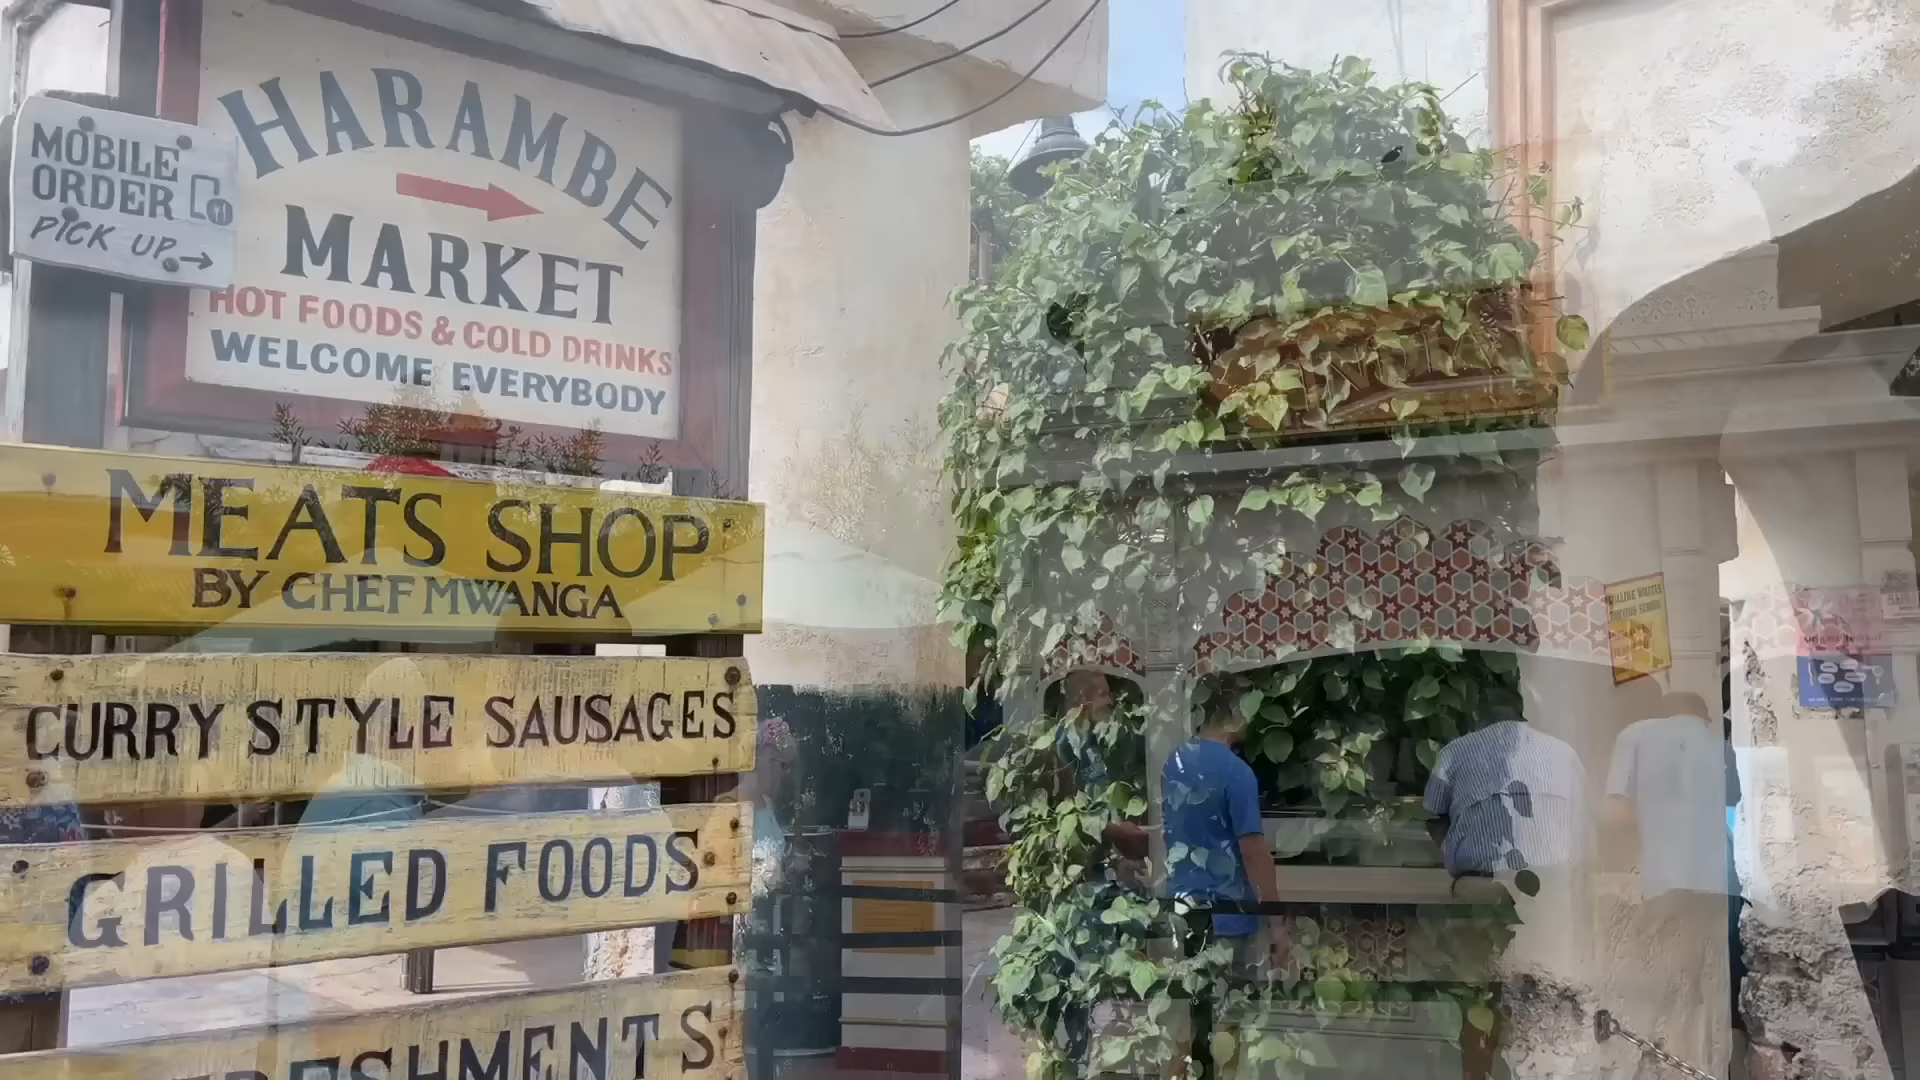 HARAMBE
MARKET
HOT FOODS & COLD DRINKS
WELCOME EVERYBODY
MOBILE
ORDER
PICK UP
MEATS SHOP
BY CHEF MWANGA
CURRY STYLE SAUSAGES
GRILLED FOODS
INDIA